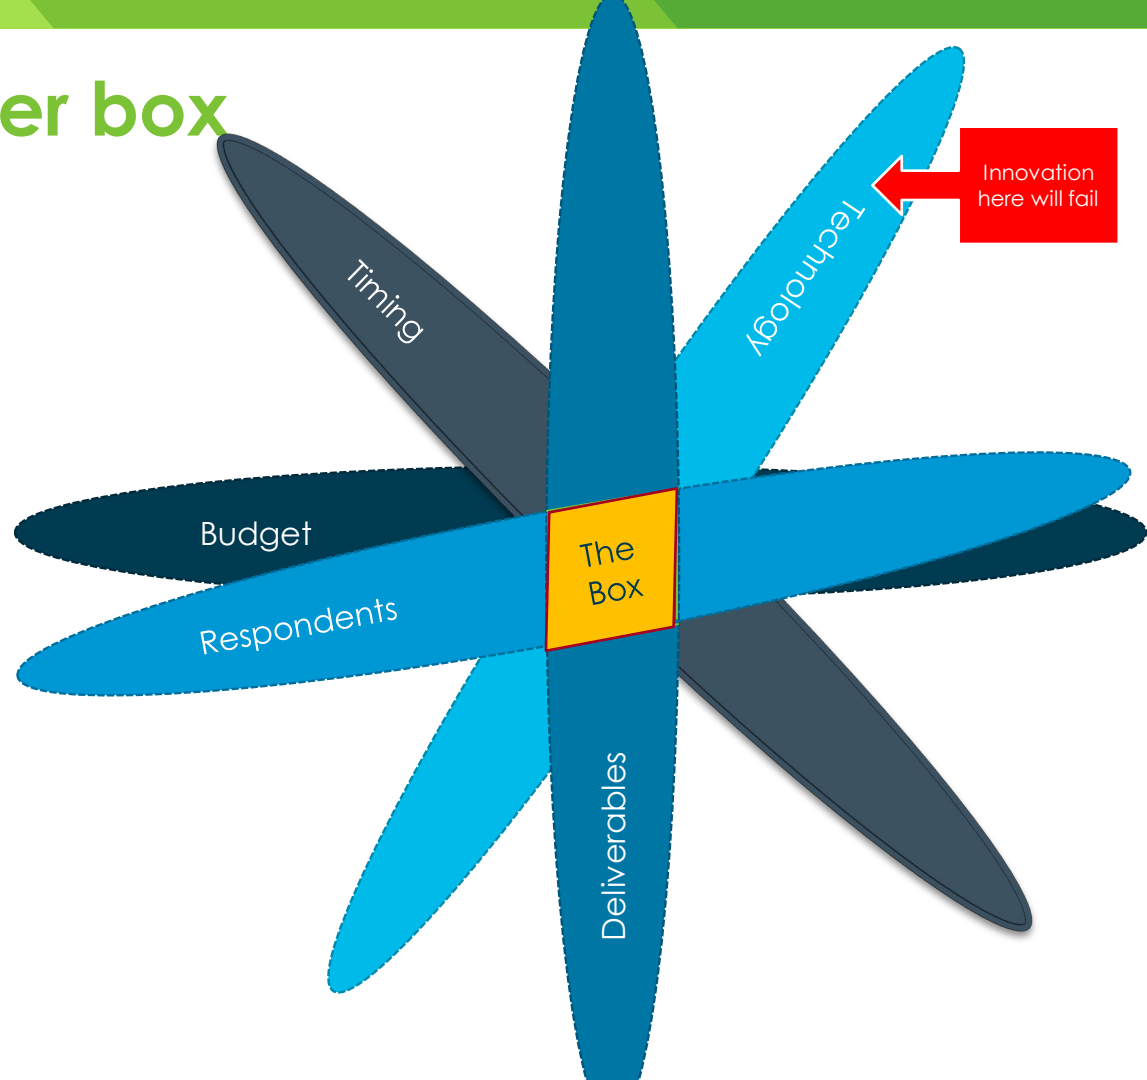 er box
Innovation
here will fail
Technology
Timing
Budget
The
Box
Respondents
Deliverables